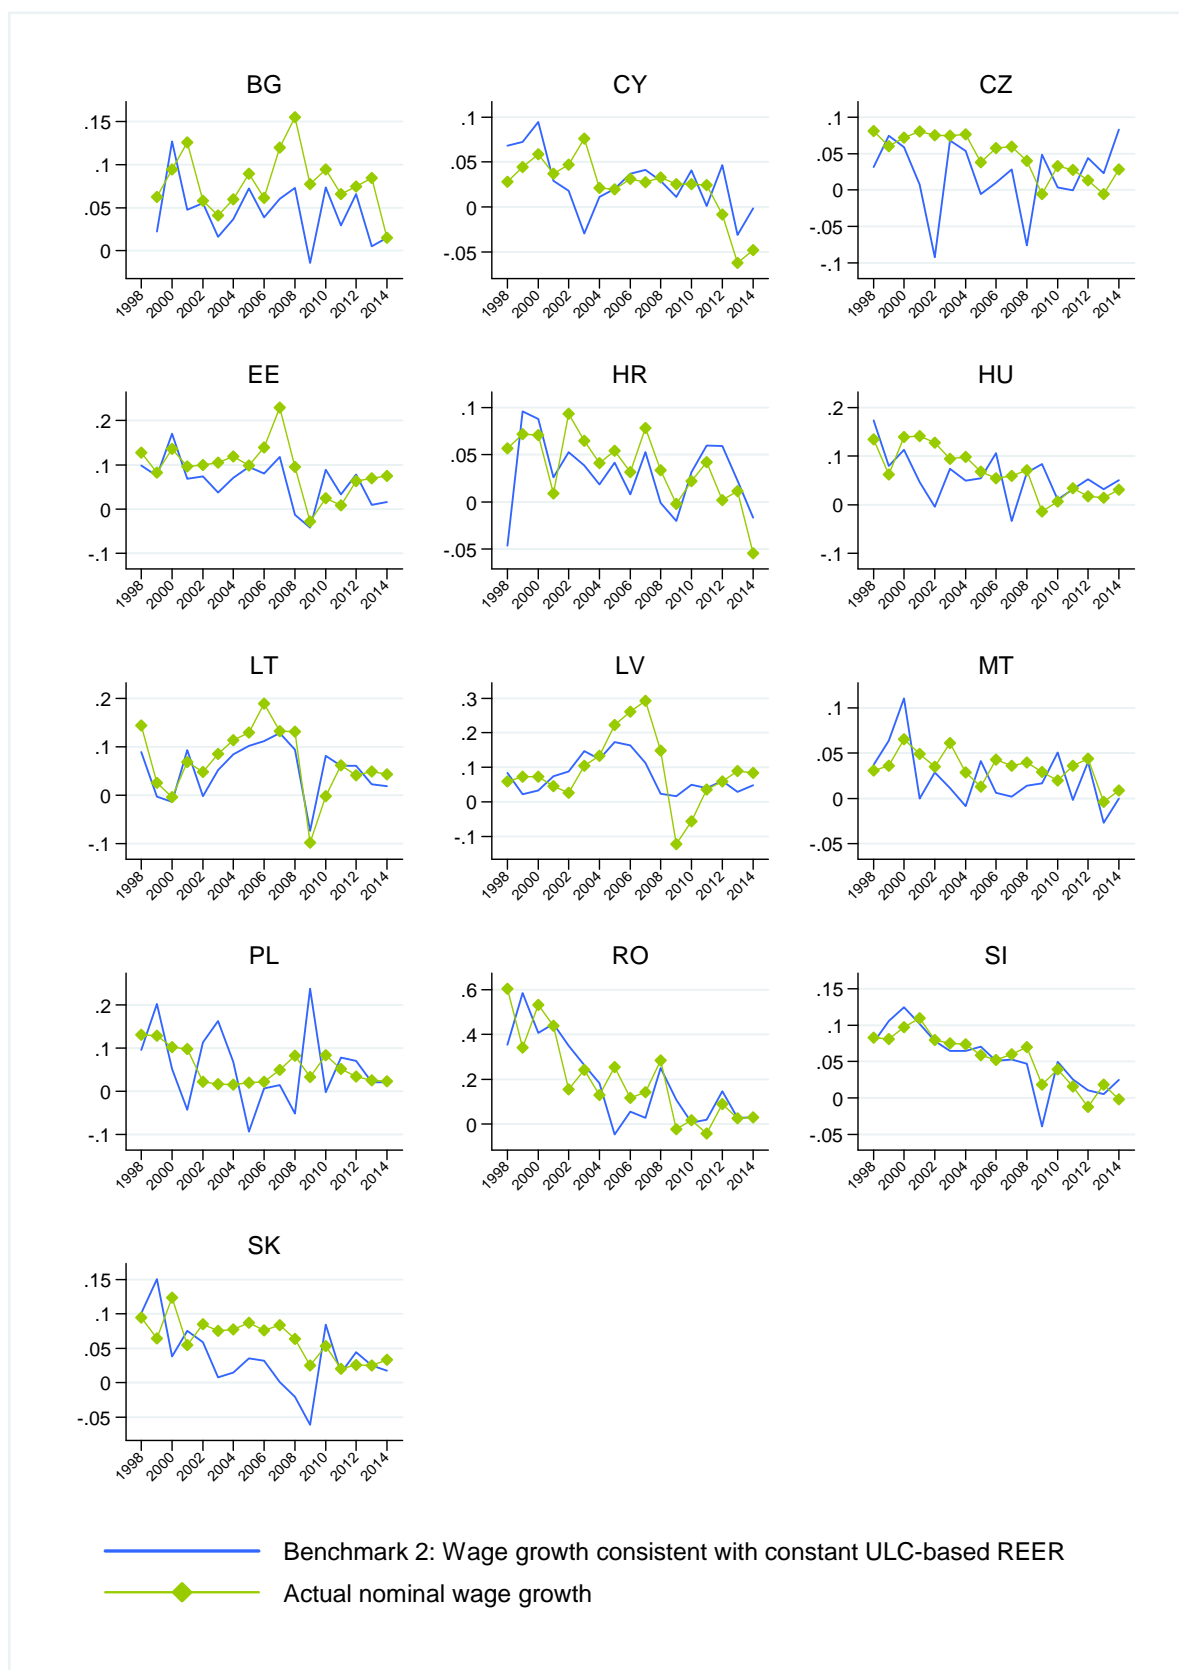 BG
CY
CZ
.15
.1
.05
0
.1
.05
0
-.05
.1
.05
0
-.05
-.1
1998 2000 2002 2004 2006 2008 2010 2012 2014
1998 2000 2002 2004 2006 2008 2010 2012 2014
1998 2000 2002 2004 2006 2008 2010 2012 2014
EE
HR
HU
.2
.1
0
-.1
.1
.05
0
-.05
.2
.1
0
-.1
1998 2000 2002 2004 2006 2008 2010 2012 2014
1998 2000 2002 2004 2006 2008 2010 2012 2014
1998 2000 2002 2004 2006 2008 2010 2012 2014
LT
LV
MT
.2
.1
0
-.1
.3
.2
.1
0
-.1
.1
.05
0
-.05
1998 2000 2002 2004 2006 2008 2010 2012 2014
1998 2000 2002 2004 2006 2008 2010 2012 2014
1998 2000 2002 2004 2006 2008 2010 2012 2014
PL
RO
SI
.2
.1
0
-.1
.6
.4
.2
0
.15
.1
.05
0
-.05
1998 2000 2002 2004 2006 2008 2010 2012 2014
1998 2000 2002 2004 2006 2008 2010 2012 2014
1998 2000 2002 2004 2006 2008 2010 2012 2014
SK
.15
.1
.05
0
-.05
1998 2000 2002 2004 2006 2008 2010 2012 2014
Benchmark 2: Wage growth consistent with constant ULC-based REER
Actual nominal wage growth